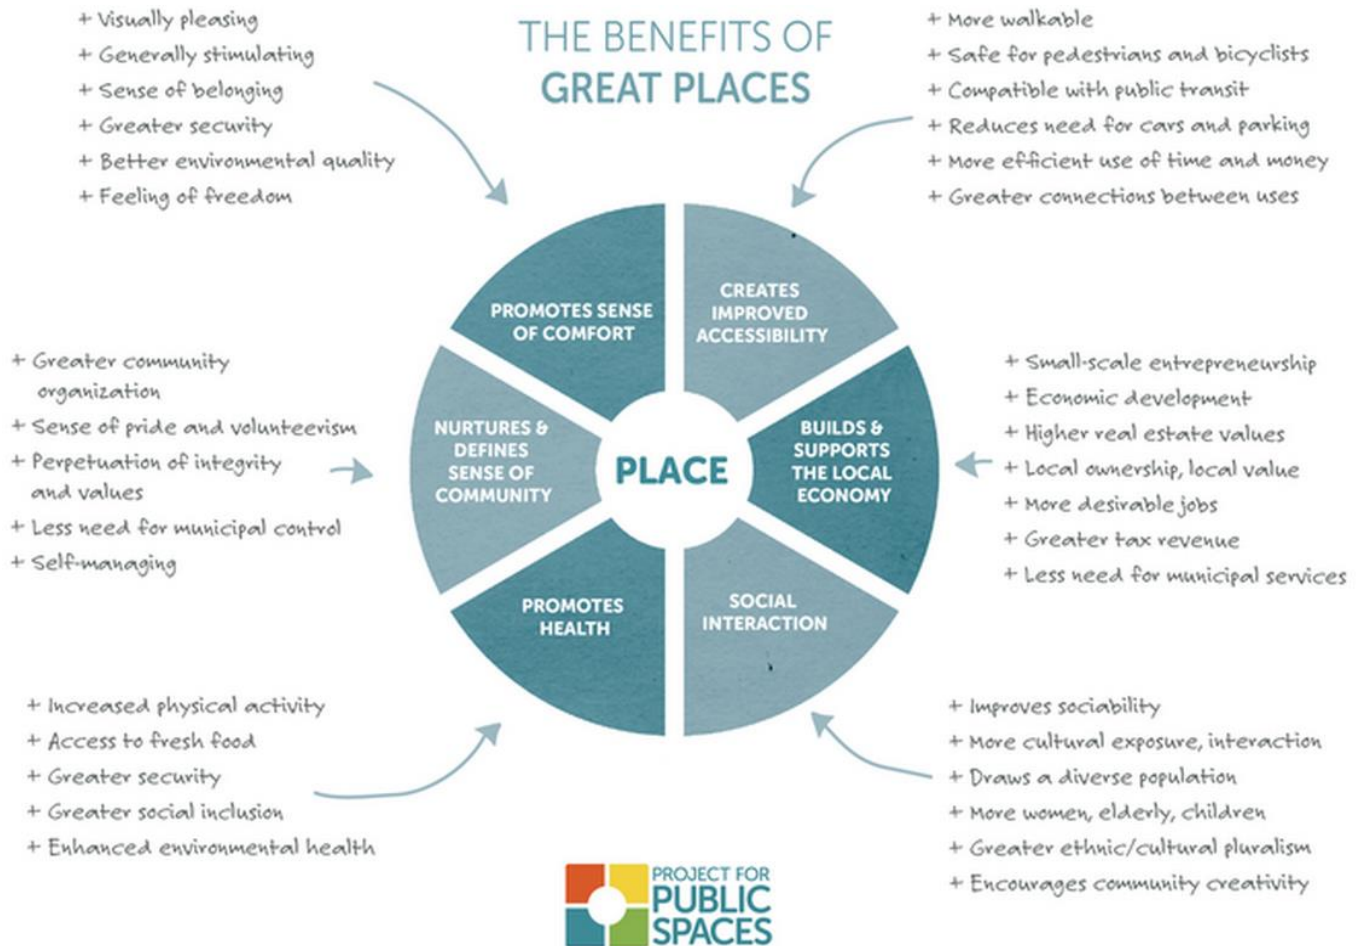 THE BENEFITS OF
GREAT PLACES
+ Visually pleasing
+ Generally stimulating
+ Sense of belonging
+ Greater security
+ Better environmental quality
+ Feeling of freedom
+ More walkable
+ Safe for pedestrians and bicyclists
+ Compatible with public transit
+ Reduces need for cars and parking
+ More efficient use of time and money
+ Greater connections between uses
PROMOTES SENSE
OF COMFORT
CREATES
IMPROVED
ACCESSIBILITY
+ Greater community
organization
+ Sense of pride and volunteerism
+ Perpetuation of integrity
and values
+ Less need for municipal control
+ Self-managing
NURTURES &
DEFINES
SENSE OF
COMMUNITY
PLACE
BUILDS &
SUPPORTS
THE LOCAL
ECONOMY
+ Small-scale entrepreneurship
+ Economic development
+ Higher real estate values
+ Local ownership, local value
+ More desirable jobs
+ Greater tax revenue
+ Less need for municipal services
PROMOTES
HEALTH
SOCIAL
INTERACTION
+ Increased physical activity
+ Access to fresh food
+ Greater security
+ Greater social inclusion
+ Enhanced environmental health
+ Improves sociability
+ More cultural exposure, interaction
+ Draws a diverse population
+ More women, elderly, children
+ Greater ethnic/cultural pluralism
+ Encourages community creativity
PROJECT FOR
PUBLIC
SPACES